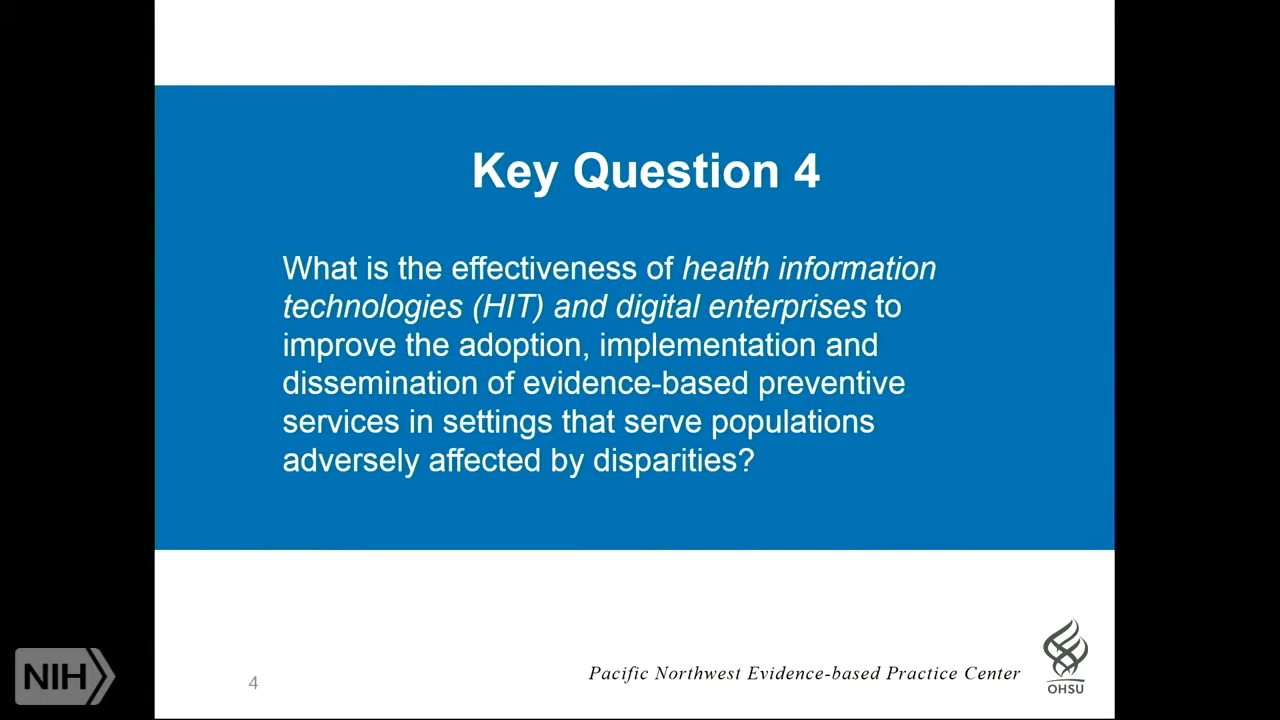 Key Question 4
What is the effectiveness of health information
technologies (HIT) and digital enterprises to
improve the adoption, implementation and
dissemination of evidence-based preventive
services in settings that serve populations
adversely affected by disparities?
NIH
4
Pacific Northwest Evidence-based Practice Center
OHSU